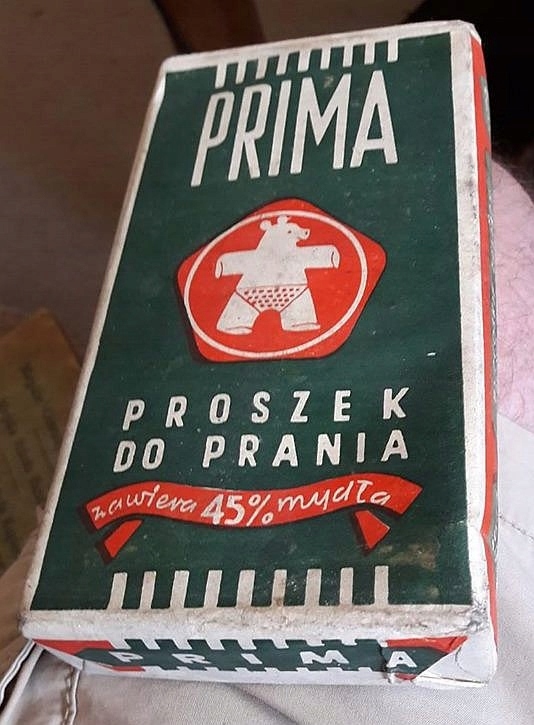 PRIMA
PROSZEK
DO PRANIA
zawiera 45% mydła
PRIMA